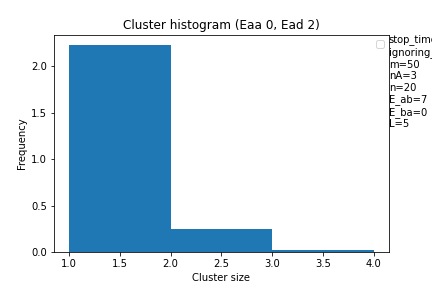 Cluster histogram (Eaa 0, Ead 2)
stop_time
ignoring_
m=50
nA=3
n=20
E_ab=7
E_ba=0
L=5
Frequency
2.0
1.5
1.0
0.5
0.0
1.0 1.5 2.0 2.5 3.0 3.5 4.0
Cluster size